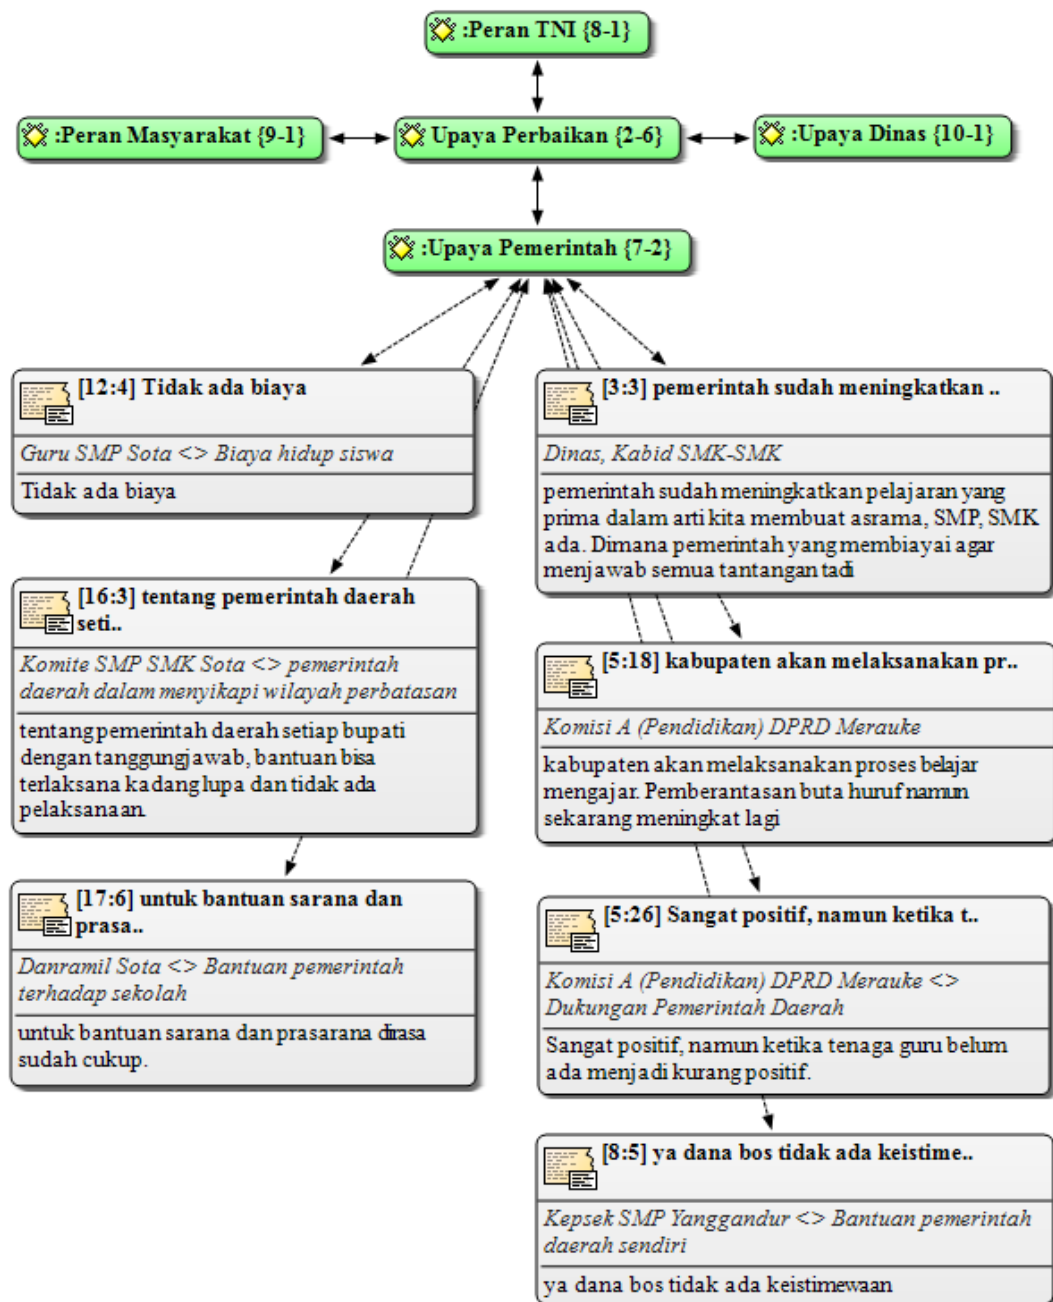 :Peran TNI {8-1}
:Peran Masyarakat {9-1}
Upaya Perbaikan {2-6}
:Upaya Dinas {10-1}
:Upaya Pemerintah {7-2}
[12:4] Tidak ada biaya
Guru SMP Sota <> Biaya hidup siswa
Tidak ada biaya
[16:3] tentang pemerintah daerah
seti..
Komite SMP SMK Sota <> pemerintah
daerah dalam menyikapi wilayah perbatasan
tentang pemerintah daerah setiap bupati
dengan tanggungjawab, bantuan bisa
terlaksana kadang lupa dan tidak ada
pelaksanaan.
[17:6] untuk bantuan sarana dan
prasa..
Danramil Sota <> Bantuan pemerintah
terhadap sekolah
untuk bantuan sarana dan prasarana dirasa
sudah cukup.
[3:3] pemerintah sudah meningkatkan ..
Dinas, Kabid SMK-SMK
pemerintah sudah meningkatkan pelajaran yang
prima dalam arti kita membuat asrama, SMP, SMK
ada. Dimana pemerintah yang membiayai agar
menjawab semua tantangan tadi
[5:18] kabupaten akan melaksanakan pr..
Komisi A (Pendidikan) DPRD Merauke
kabupaten akan melaksanakan proses belajar
mengajar. Pemberantasan buta huruf namun
sekarang meningkat lagi
[5:26] Sangat positif, namun ketika t..
Komisi A (Pendidikan) DPRD Merauke <>
Dukungan Pemerintah Daerah
Sangat positif, namun ketika tenaga guru belum
ada menjadi kurang positif.
[8:5] ya dana bos tidak ada keistime..
Kepsek SMP Yanggandur <> Bantuan pemerintah
daerah sendiri
ya dana bos tidak ada keistimewaan